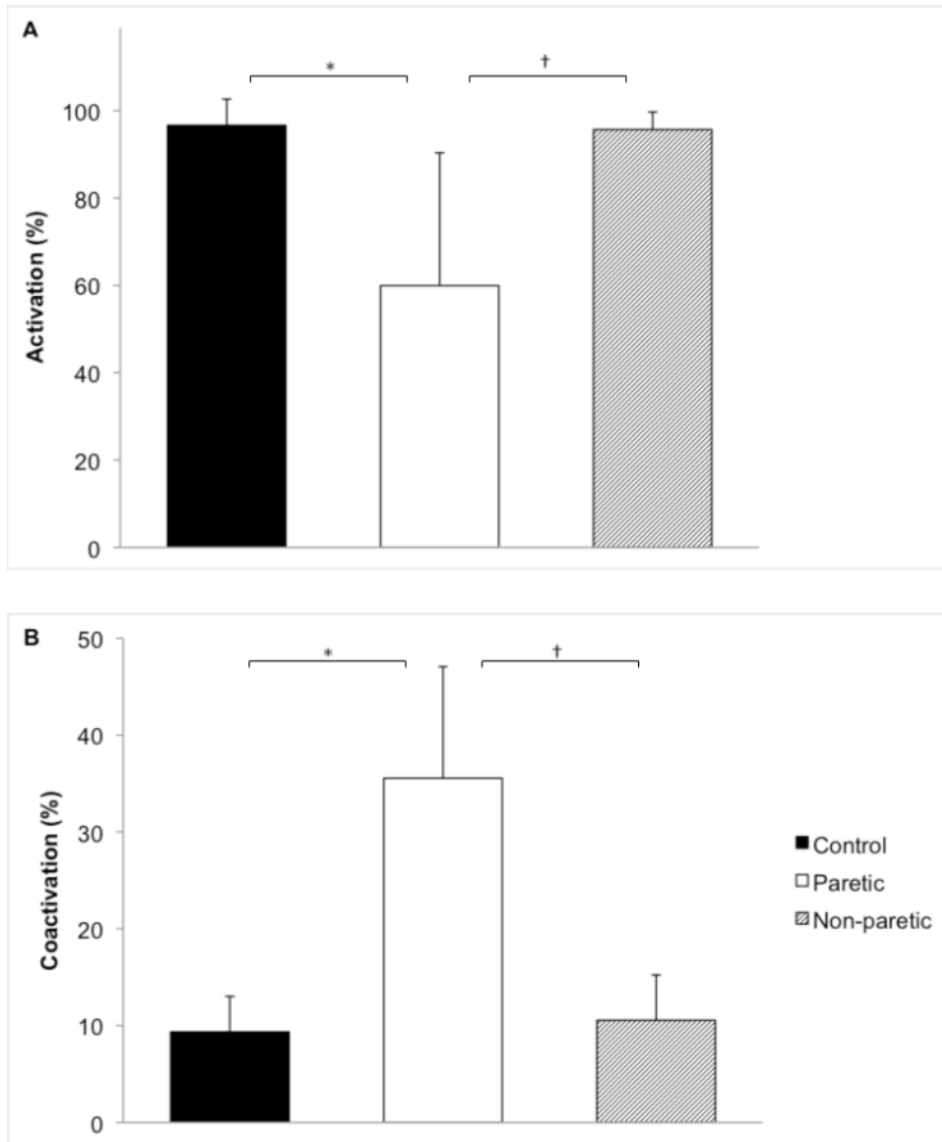 A
* †
100
80
60
40
20
0
Activation (%)
B
* †
50
40
30
20
10
0
Coactivation (%)
Control
Paretic
Non-paretic